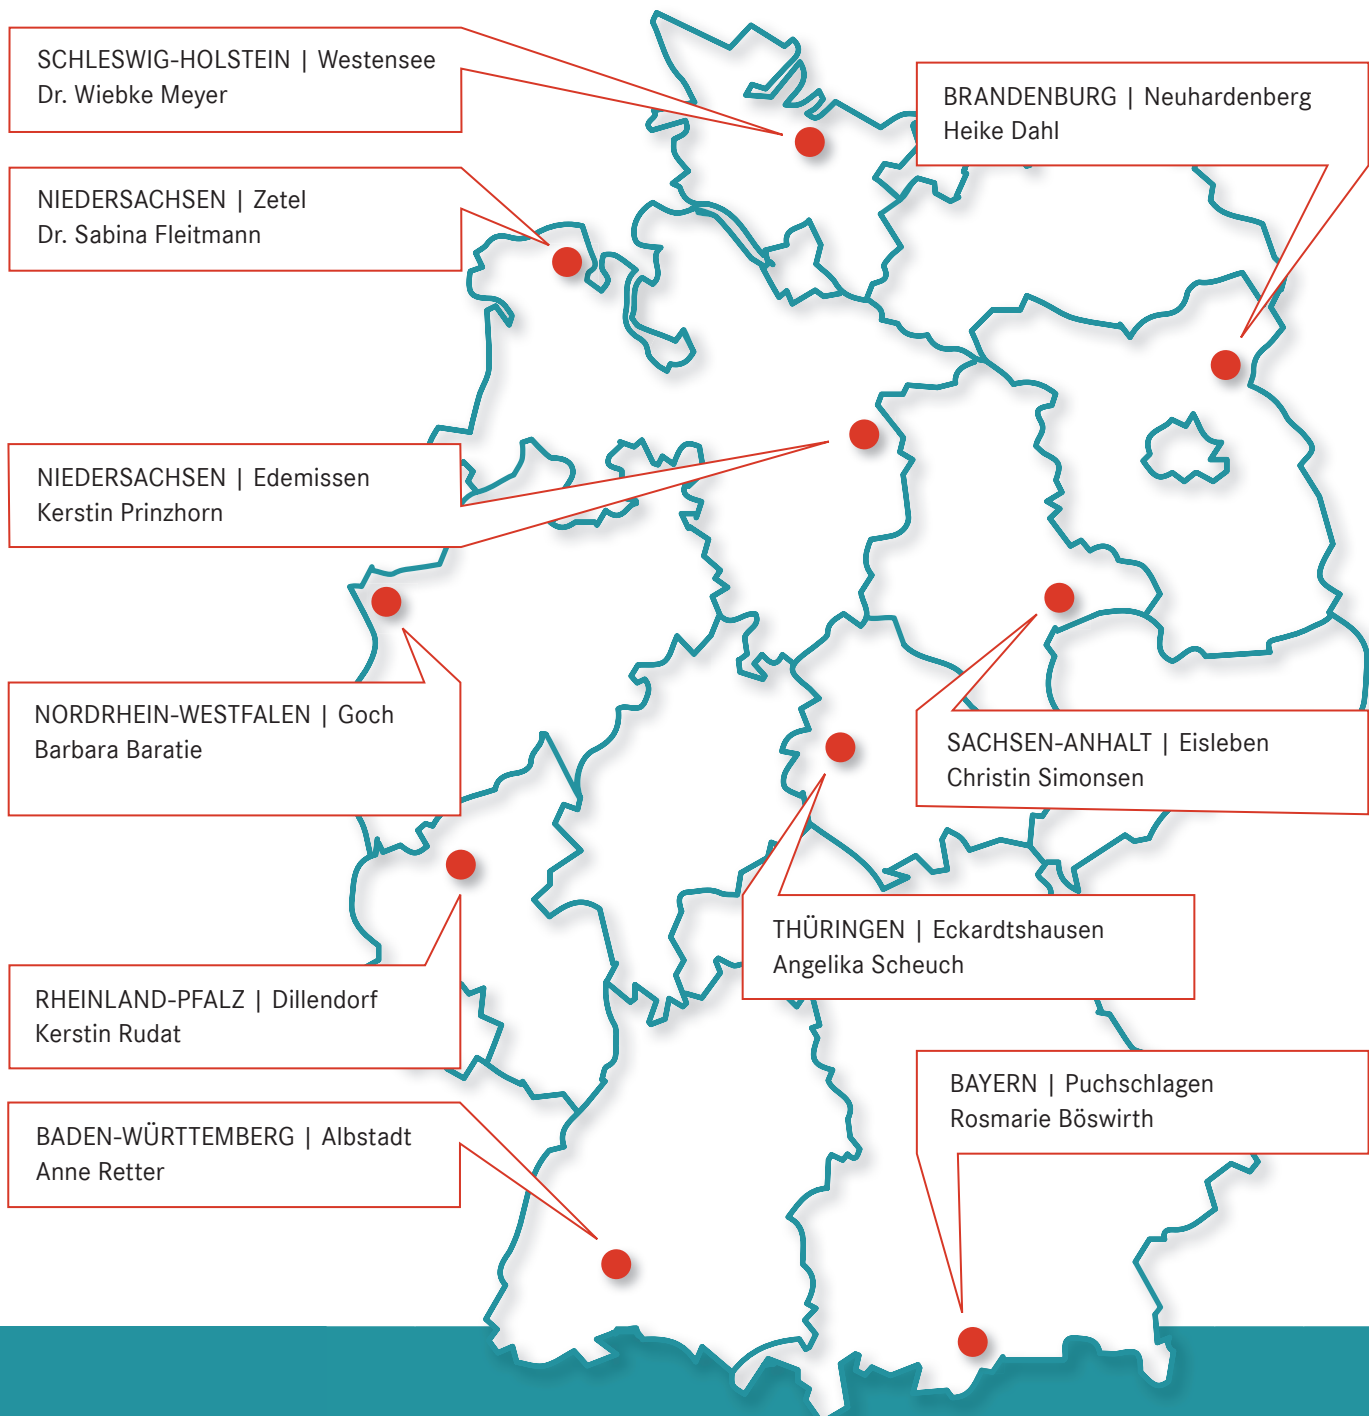 SCHLESWIG-HOLSTEIN | Westensee
Dr. Wiebke Meyer
BRANDENBURG | Neuhardenberg
Heike Dahl
NIEDERSACHSEN | Zetel
Dr. Sabina Fleitmann
NIEDERSACHSEN | Edemissen
Kerstin Prinzhorn
NORDRHEIN-WESTFALEN | Goch
Barbara Baratie
SACHSEN-ANHALT | Eisleben
Christin Simonsen
THÜRINGEN | Eckardtshausen
Angelika Scheuch
RHEINLAND-PFALZ | Dillendorf
Kerstin Rudat
BAYERN | Puchschlagen
Rosmarie Böswirth
BADEN-WÜRTTEMBERG | Albstadt
Anne Retter